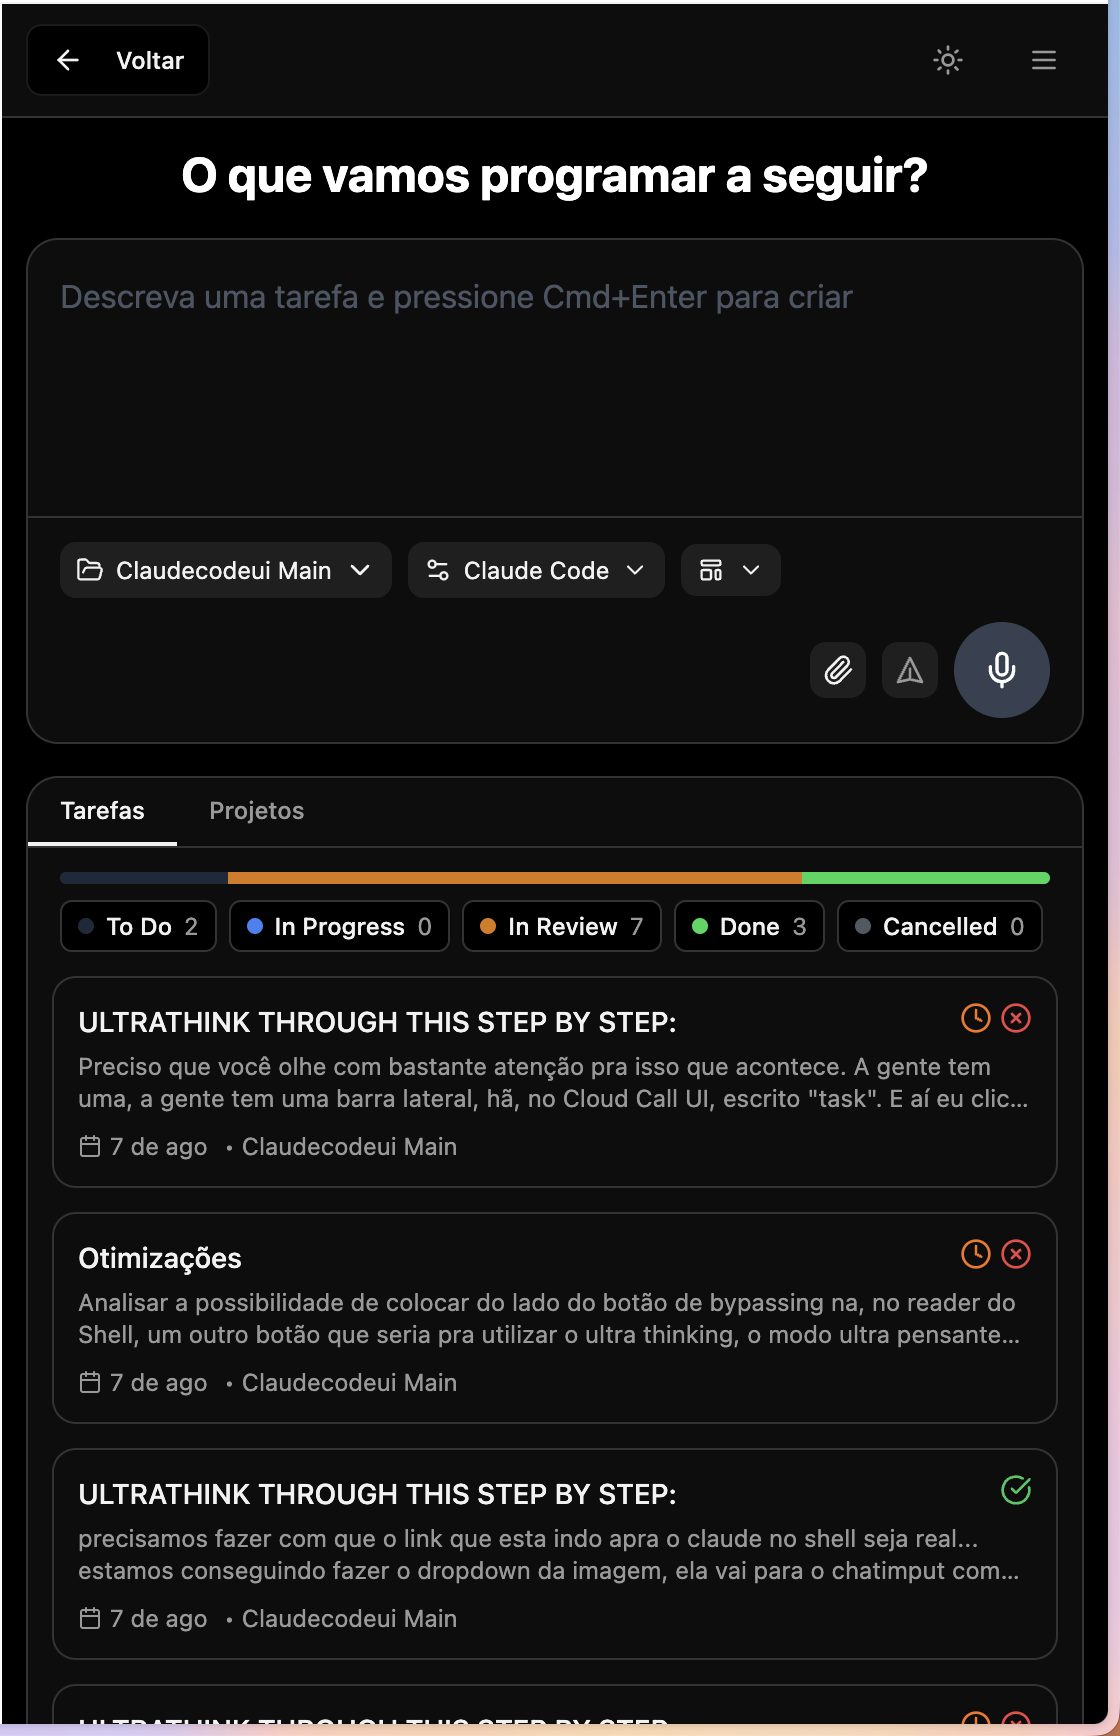 Voltar
O que vamos programar a seguir?
Descreva uma tarefa e pressione Cmd+Enter para criar
Claudecodeui Main
Claude Code
Tarefas
Projetos
To Do 2
In Progress 0
In Review 7
Done 3
Cancelled 0
ULTRATHINK THROUGH THIS STEP BY STEP:
Preciso que você olhe com bastante atenção pra isso que acontece. A gente tem
uma, a gente tem uma barra lateral, hã, no Cloud Call UI, escrito "task". E aí eu clic...
7 de ago • Claudecodeui Main
Otimizações
Analisar a possibilidade de colocar do lado do botão de bypassing na, no reader do
Shell, um outro botão que seria pra utilizar o ultra thinking, o modo ultra pensante...
7 de ago • Claudecodeui Main
ULTRATHINK THROUGH THIS STEP BY STEP:
precisamos fazer com que o link que esta indo apra o claude no shell seja real...
estamos conseguindo fazer o dropdown da imagem, ela vai para o chatimput com...
7 de ago • Claudecodeui Main
ULTRATHINK THROUGH THIS STEP BY STEP: